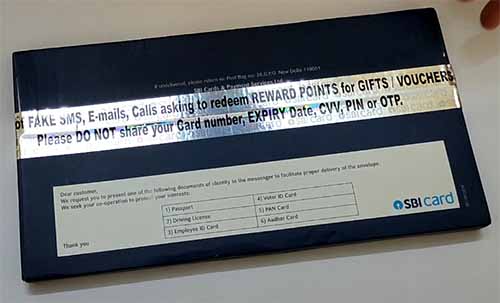 If undelivered, please return to: Post Bag no. 28, G.P.O. New Delhi 110001
SBI Cards & Payment Services Ltd.
of FAKE SMS, E-mails, Calls asking to redeem REWARD POINTS for GIFTS | VOUCHERS
Please DO NOT share your Card number, EXPIRY Date, CVV, PIN or OTP.
Dear customer,
We request you to present one of the following documents of identity to the messenger to facilitate proper delivery of the envelope.
We seek your co-operation to protect your interests.
1) Passport 4) Voter ID Card
2) Driving License 5) PAN Card
3) Employee ID Card 6) Aadhar Card
SBI card
Thank you